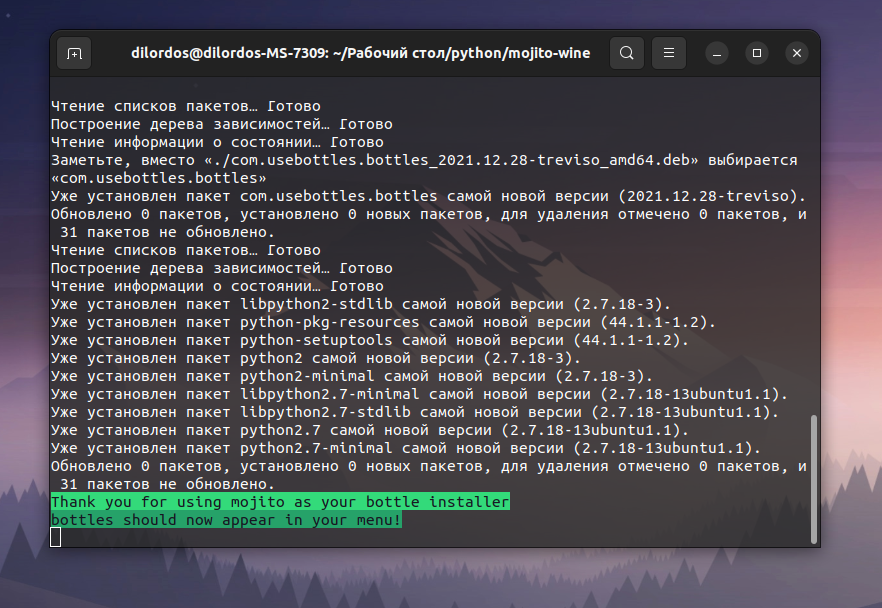 dilordos@dilordos-MS-7309: ~/Рабочий стол/python/mojito-wine
Чтение списков пакетов… Готово
Построение дерева зависимостей… Готово
Чтение информации о состоянии… Готово
Заметьте, вместо «./com.usebottles.bottles_2021.12.28-treviso_amd64.deb» выбирается
«com.usebottles.bottles»
Уже установлен пакет com.usebottles.bottles самой новой версии (2021.12.28-treviso).
Обновлено 0 пакетов, установлено 0 новых пакетов, для удаления отмечено 0 пакетов, и
31 пакетов не обновлено.
Чтение списков пакетов… Готово
Построение дерева зависимостей… Готово
Чтение информации о состоянии… Готово
Уже установлен пакет libpython2-stdlib самой новой версии (2.7.18-3).
Уже установлен пакет python-pkg-resources самой новой версии (44.1.1-1.2).
Уже установлен пакет python-setuptools самой новой версии (44.1.1-1.2).
Уже установлен пакет python2 самой новой версии (2.7.18-3).
Уже установлен пакет python2-minimal самой новой версии (2.7.18-3).
Уже установлен пакет libpython2.7-minimal самой новой версии (2.7.18-13ubuntu1.1).
Уже установлен пакет libpython2.7-stdlib самой новой версии (2.7.18-13ubuntu1.1).
Уже установлен пакет python2.7 самой новой версии (2.7.18-13ubuntu1.1).
Уже установлен пакет python2.7-minimal самой новой версии (2.7.18-13ubuntu1.1).
Обновлено 0 пакетов, установлено 0 новых пакетов, для удаления отмечено 0 пакетов, и
31 пакетов не обновлено.
Thank you for using mojito as your bottle installer
bottles should now appear in your menu!